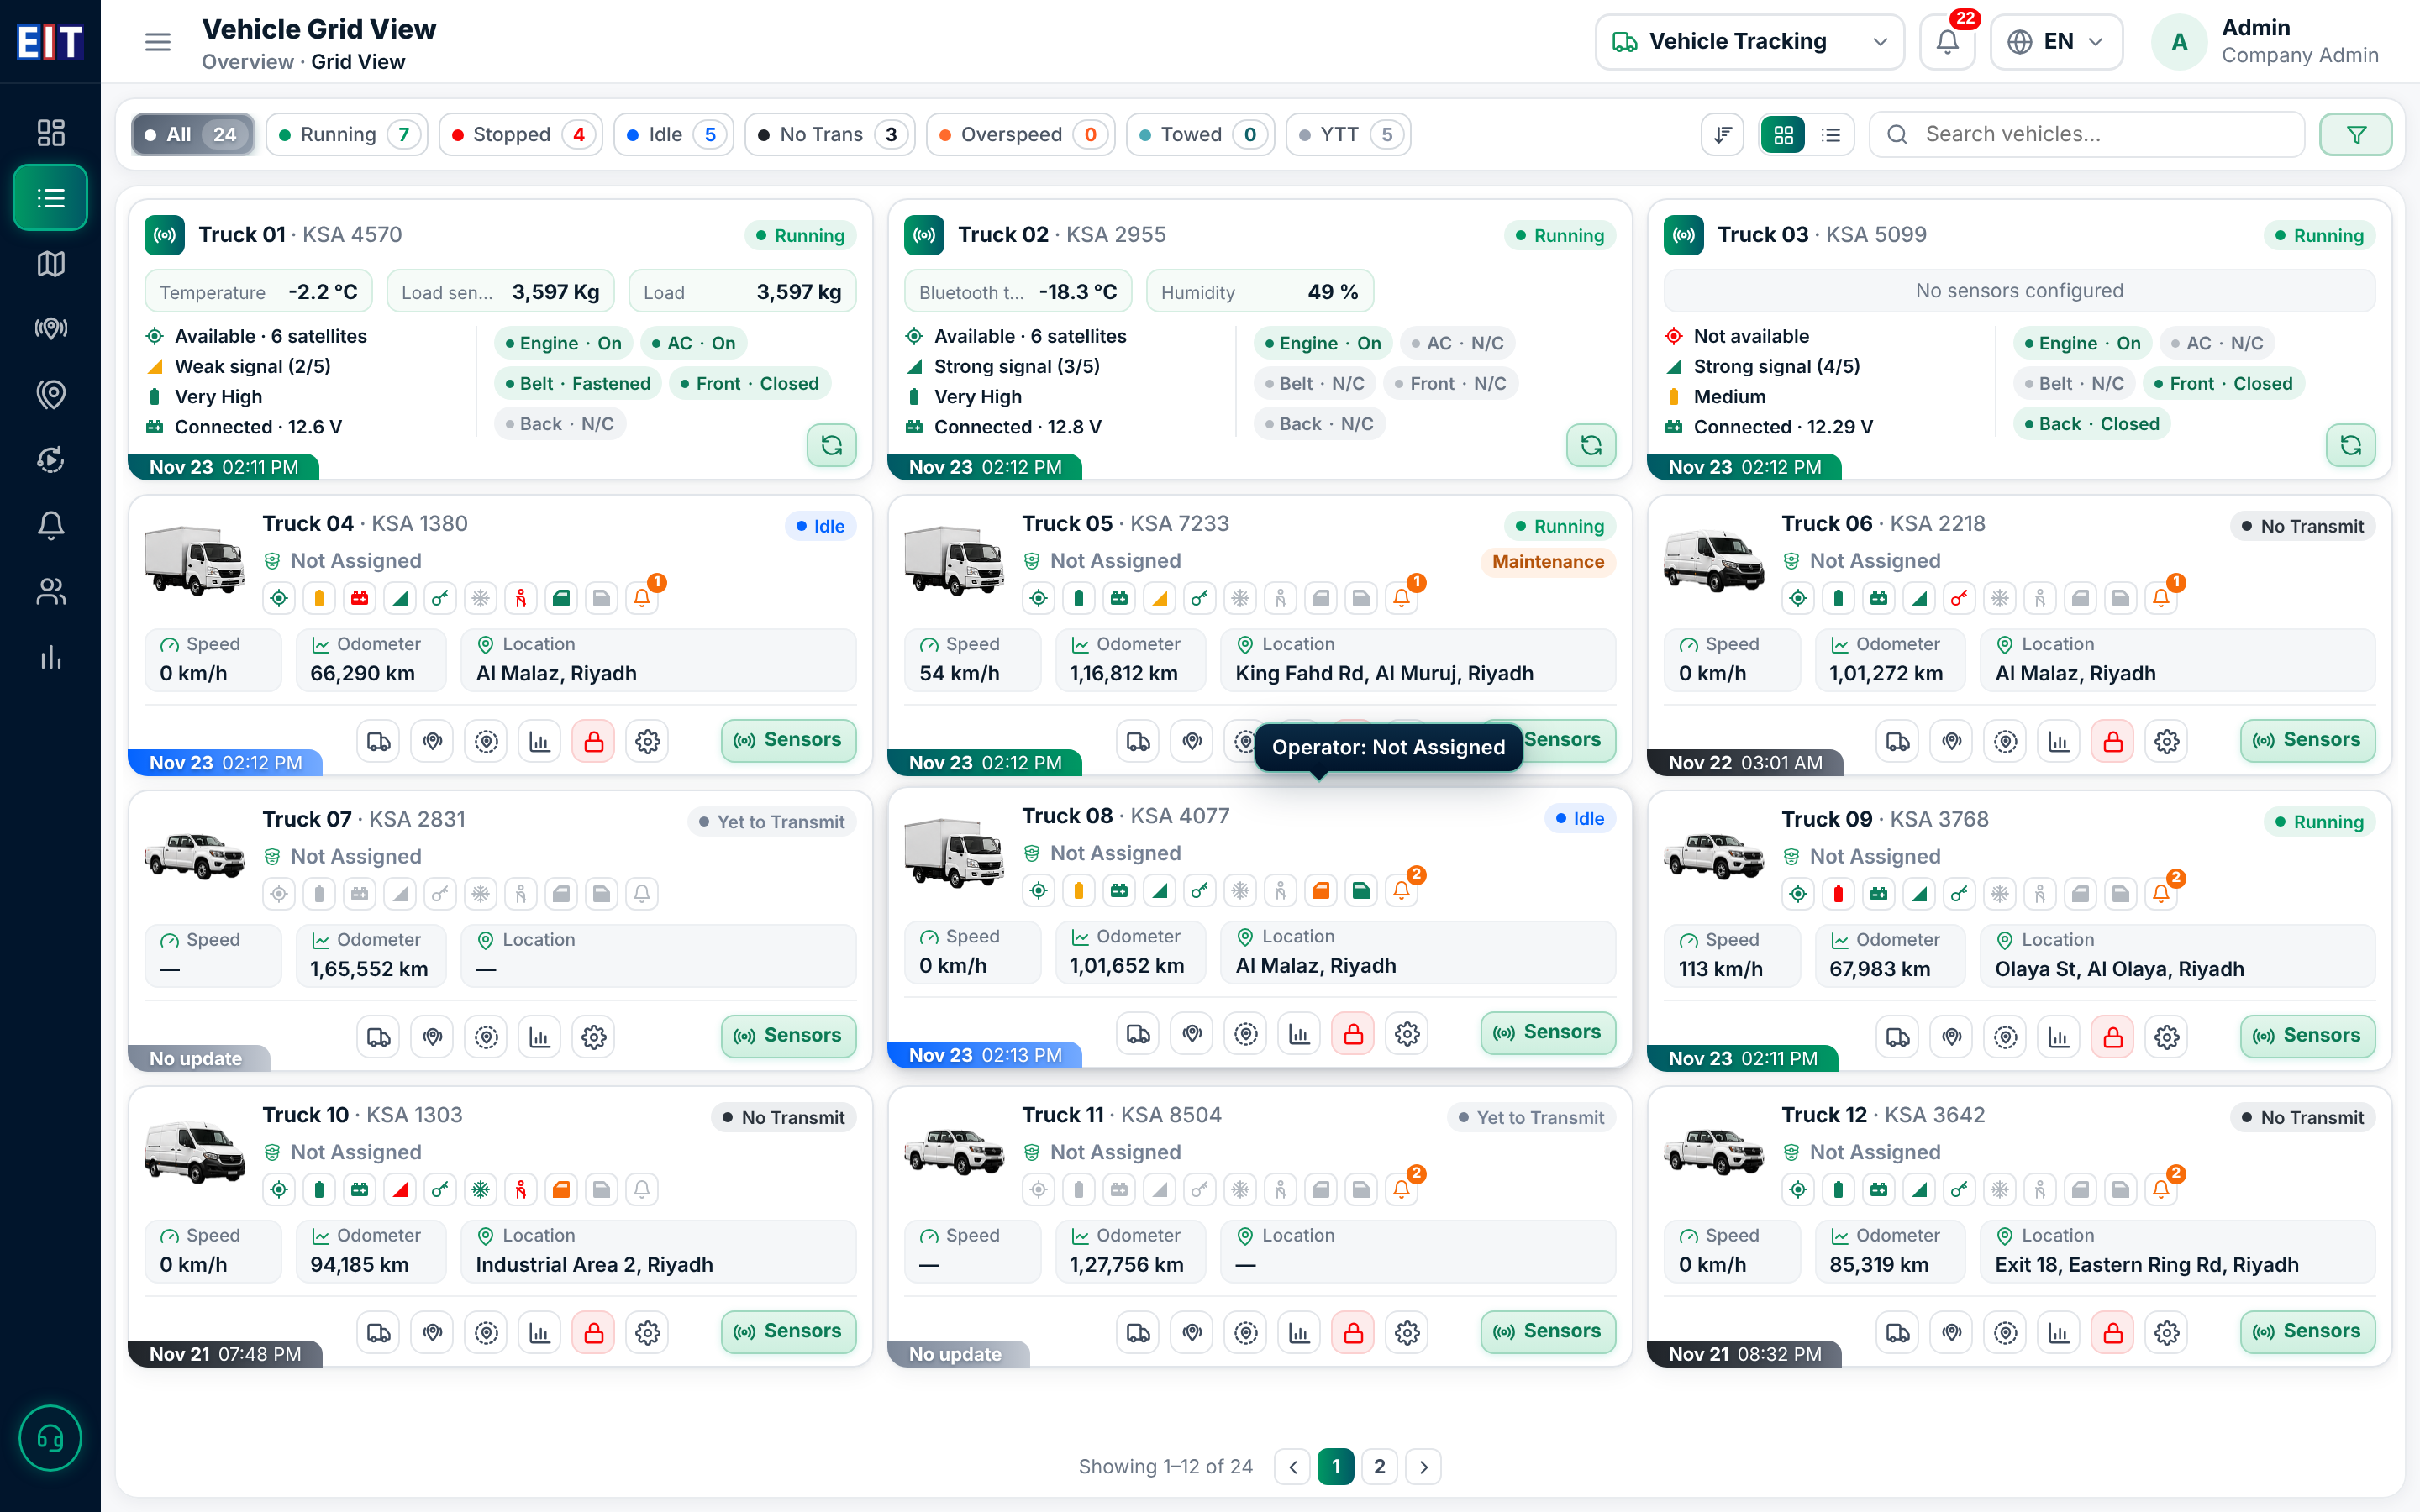 EIT
Vehicle Grid View
Overview · Grid View
Vehicle Tracking
22
EN
A
Admin
Company Admin
All 24
Running 7
Stopped 4
Idle 5
No Trans 3
Overspeed 0
Towed 0
YTT 5
Search vehicles...
Truck 01 · KSA 4570
Running
Temperature -2.2 °C
Load sen... 3,597 Kg
Load 3,597 kg
Available · 6 satellites
Weak signal (2/5)
Very High
Connected · 12.6 V
Engine · On
AC · On
Belt · Fastened
Front · Closed
Back · N/C
Nov 23 02:11 PM
Truck 02 · KSA 2955
Running
Bluetooth t... -18.3 °C
Humidity 49 %
Available · 6 satellites
Strong signal (3/5)
Very High
Connected · 12.8 V
Engine · On
AC · N/C
Belt · N/C
Front · N/C
Back · N/C
Nov 23 02:12 PM
Truck 03 · KSA 5099
Running
No sensors configured
Not available
Strong signal (4/5)
Medium
Connected · 12.29 V
Engine · On
AC · N/C
Belt · N/C
Front · Closed
Back · Closed
Nov 23 02:12 PM
Truck 04 · KSA 1380
Idle
Not Assigned
1
Speed
0 km/h
Odometer
66,290 km
Location
Al Malaz, Riyadh
Sensors
Nov 23 02:12 PM
Truck 05 · KSA 7233
Running
Not Assigned
Maintenance
1
Speed
54 km/h
Odometer
1,16,812 km
Location
King Fahd Rd, Al Muruj, Riyadh
Sensors
Nov 23 02:12 PM
Operator: Not Assigned
Truck 06 · KSA 2218
No Transmit
Not Assigned
1
Speed
0 km/h
Odometer
1,01,272 km
Location
Al Malaz, Riyadh
Sensors
Nov 22 03:01 AM
Truck 07 · KSA 2831
Yet to Transmit
Not Assigned
Speed
—
Odometer
1,65,552 km
Location
—
Sensors
No update
Truck 08 · KSA 4077
Idle
Not Assigned
2
Speed
0 km/h
Odometer
1,01,652 km
Location
Al Malaz, Riyadh
Sensors
Nov 23 02:13 PM
Truck 09 · KSA 3768
Running
Not Assigned
2
Speed
113 km/h
Odometer
67,983 km
Location
Olaya St, Al Olaya, Riyadh
Sensors
Nov 23 02:11 PM
Truck 10 · KSA 1303
No Transmit
Not Assigned
Speed
0 km/h
Odometer
94,185 km
Location
Industrial Area 2, Riyadh
Sensors
Nov 21 07:48 PM
Truck 11 · KSA 8504
Yet to Transmit
Not Assigned
2
Speed
—
Odometer
1,27,756 km
Location
—
Sensors
No update
Truck 12 · KSA 3642
No Transmit
Not Assigned
2
Speed
0 km/h
Odometer
85,319 km
Location
Exit 18, Eastern Ring Rd, Riyadh
Sensors
Nov 21 08:32 PM
Showing 1–12 of 24
1
2